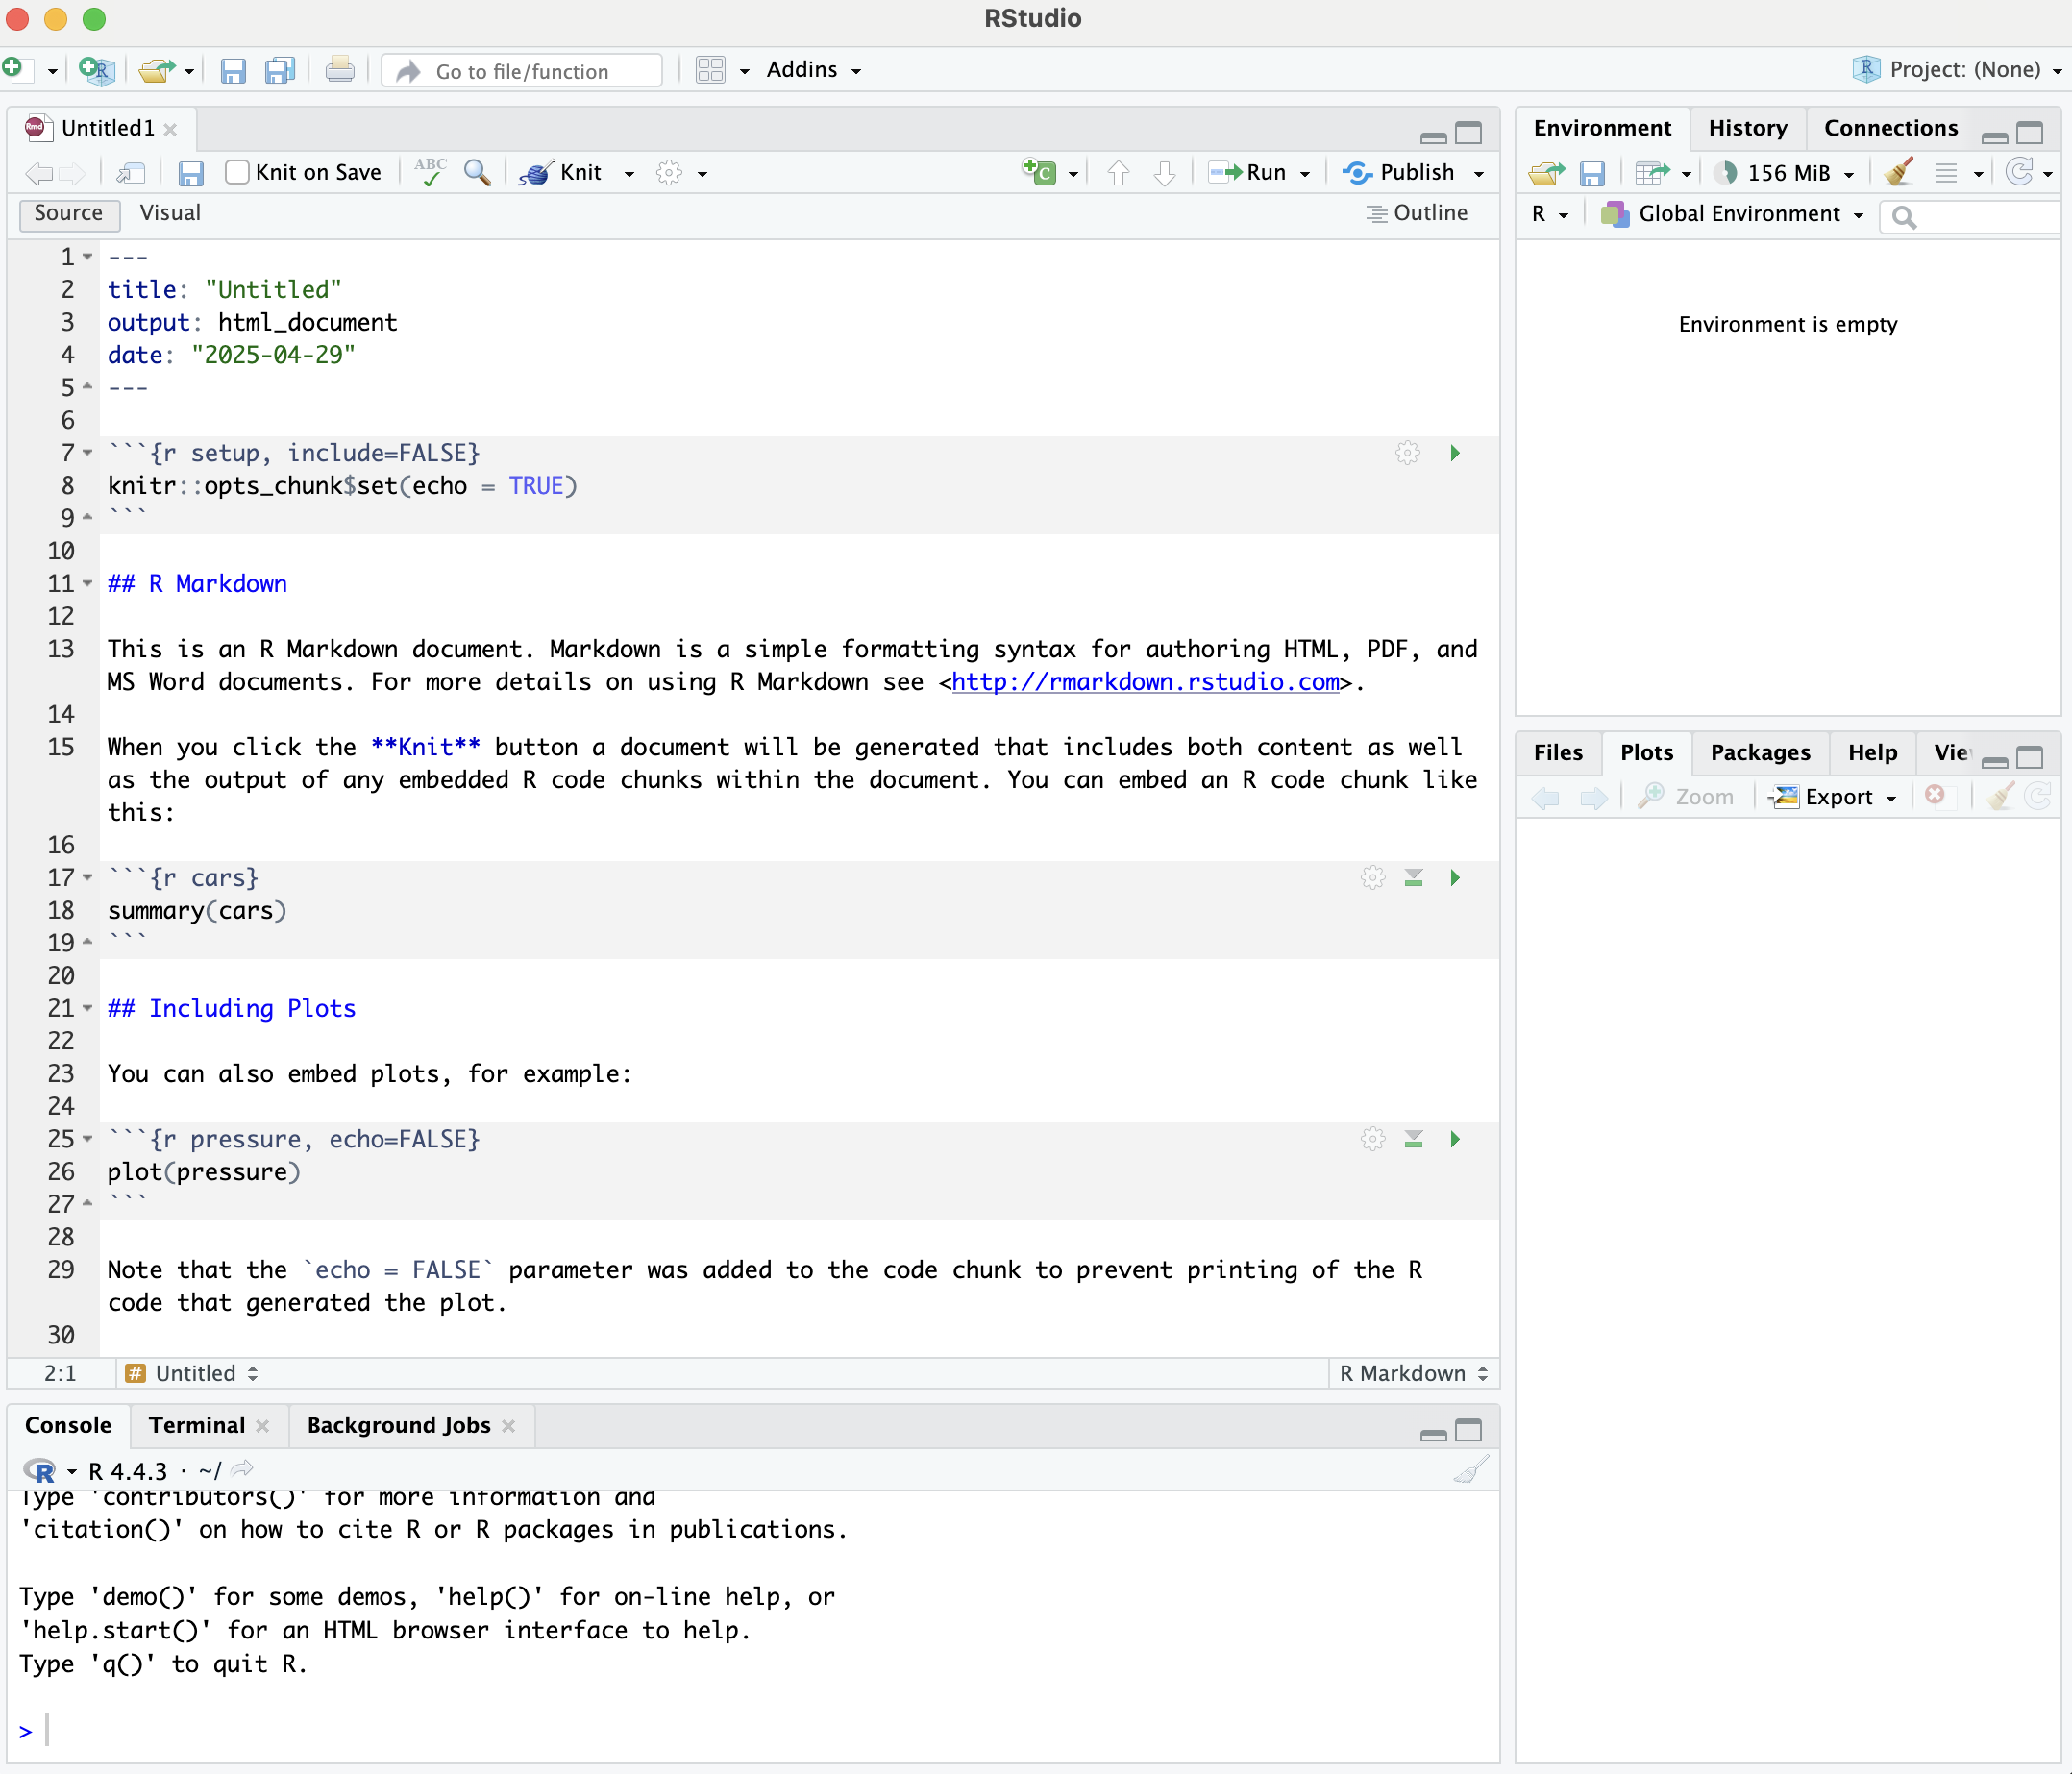 RStudio
Go to file/function
Addins
Project: (None)
Untitled1
Knit on Save
ABC
Knit
Run
Publish
Source
Visual
Outline
1 ---
2 title: "Untitled"
3 output: html_document
4 date: "2025-04-29"
5 ---
6
7 ```{r setup, include=FALSE}
8 knitr::opts_chunk$set(echo = TRUE)
9 ```
10
11 ## R Markdown
12
13 This is an R Markdown document. Markdown is a simple formatting syntax for authoring HTML, PDF, and
MS Word documents. For more details on using R Markdown see <http://rmarkdown.rstudio.com>.
14
15 When you click the **Knit** button a document will be generated that includes both content as well
as the output of any embedded R code chunks within the document. You can embed an R code chunk like
this:
16
17 ```{r cars}
18 summary(cars)
19 ```
20
21 ## Including Plots
22
23 You can also embed plots, for example:
24
25 ```{r pressure, echo=FALSE}
26 plot(pressure)
27 ```
28
29 Note that the `echo = FALSE` parameter was added to the code chunk to prevent printing of the R
code that generated the plot.
30
2:1
# Untitled
R Markdown
Console
Terminal
Background Jobs
R 4.4.3 · ~/
Type 'contributors()' for more information and
'citation()' on how to cite R or R packages in publications.
Type 'demo()' for some demos, 'help()' for on-line help, or
'help.start()' for an HTML browser interface to help.
Type 'q()' to quit R.
>
Environment
History
Connections
156 MiB
R
Global Environment
Environment is empty
Files
Plots
Packages
Help
Vie
Zoom
Export